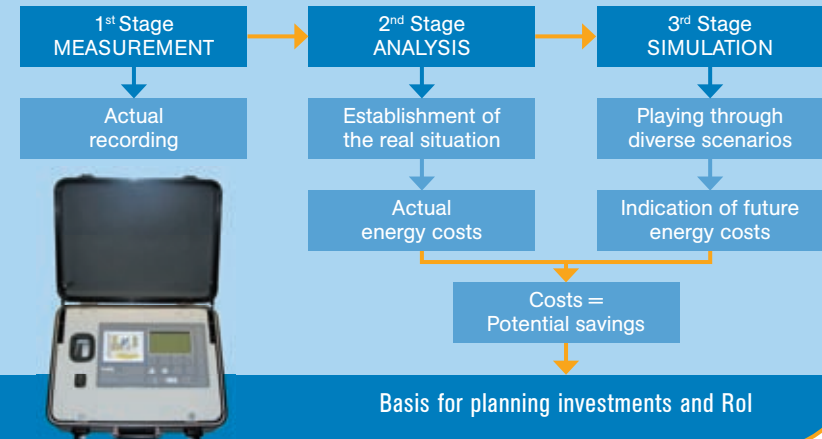 1st Stage
MEASUREMENT
2nd Stage
ANALYSIS
3rd Stage
SIMULATION
Actual
recording
Establishment of
the real situation
Playing through
diverse scenarios
Actual
energy costs
Indication of future
energy costs
Costs =
Potential savings
Basis for planning investments and RoI